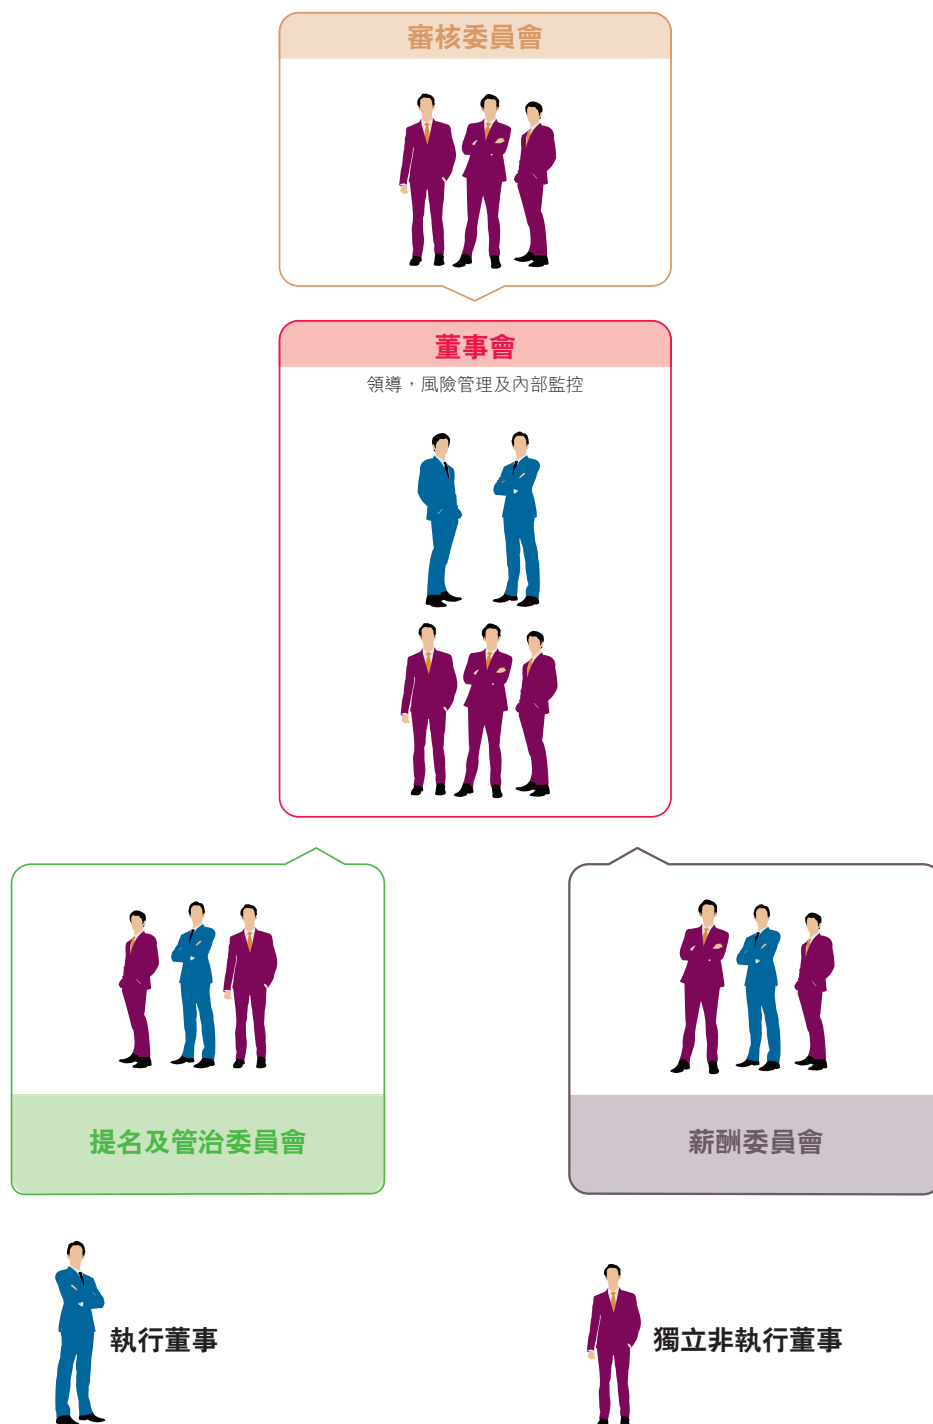 審核委員會
董事會
領導，風險管理及內部監控
提名及管治委員會
薪酬委員會
執行董事
獨立非執行董事